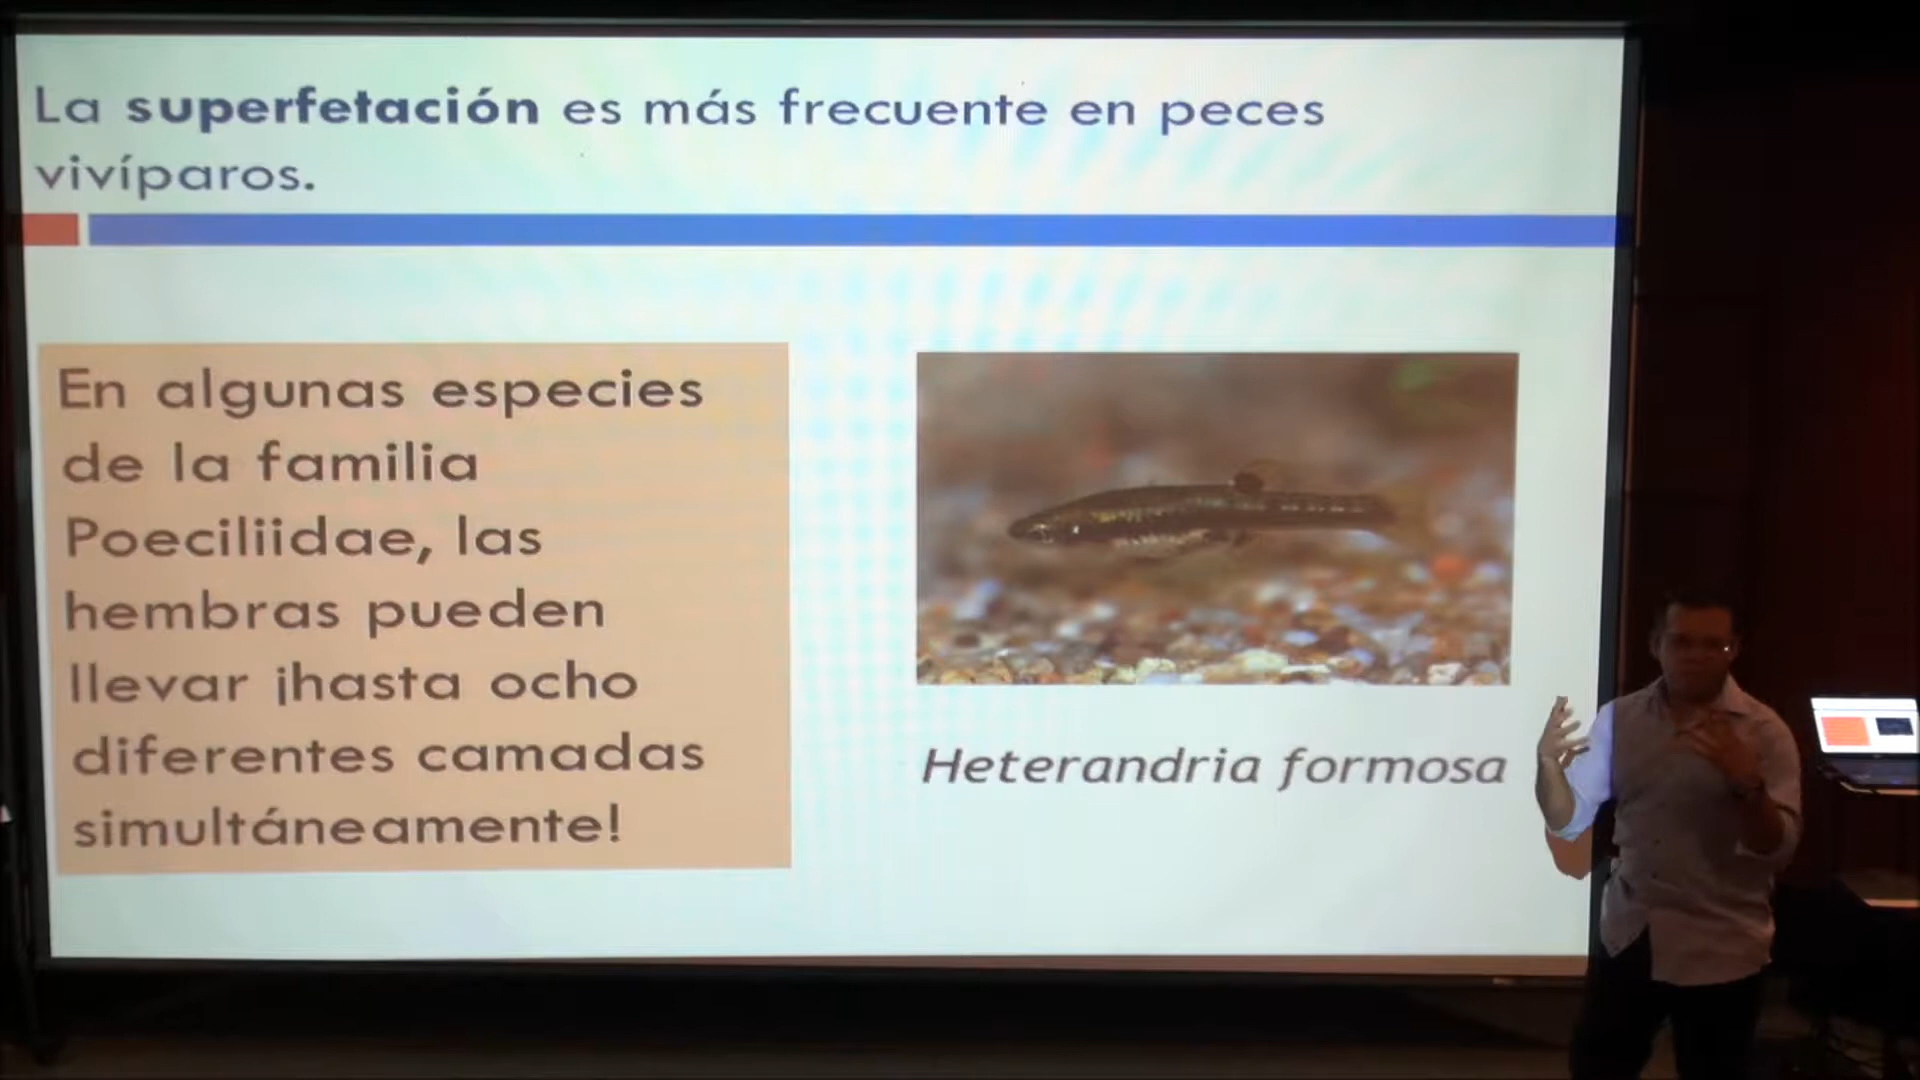 La superfetación es más frecuente en peces
vivíparos.
En algunas especies
de la familia
Poeciliidae, las
hembras pueden
llevar ¡hasta ocho
diferentes camadas
simultáneamente!
Heterandria formosa